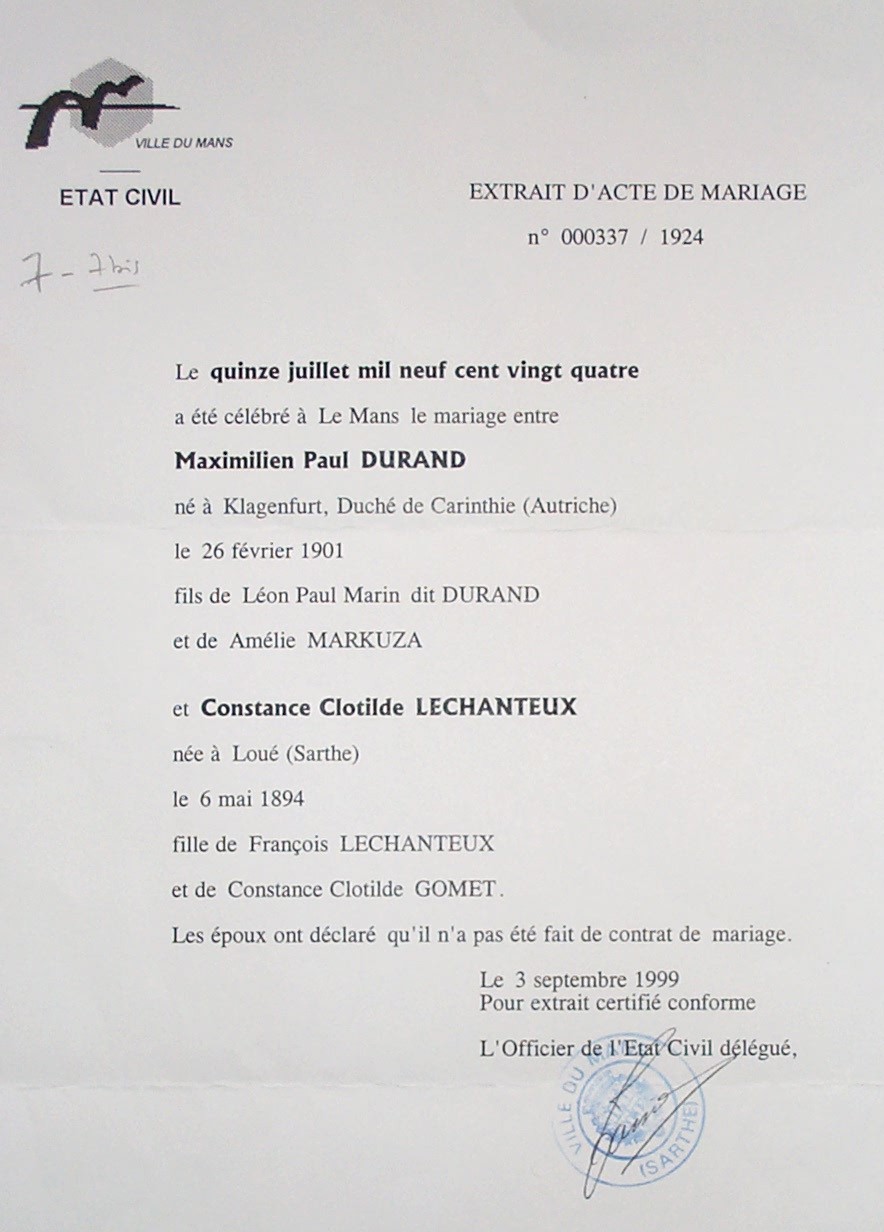 VILLE DU MANS
ETAT CIVIL
7 - 7 bis
EXTRAIT D'ACTE DE MARIAGE
n° 000337 / 1924
Le quinze juillet mil neuf cent vingt quatre
a été célébré à Le Mans le mariage entre
Maximilien Paul DURAND
né à Klagenfurt, Duché de Carinthie (Autriche)
le 26 février 1901
fils de Léon Paul Marin dit DURAND
et de Amélie MARKUZA
et Constance Clotilde LECHANTEUX
née à Loué (Sarthe)
le 6 mai 1894
fille de François LECHANTEUX
et de Constance Clotilde GOMET.
Les époux ont déclaré qu'il n'a pas été fait de contrat de mariage.
Le 3 septembre 1999
Pour extrait certifié conforme
L'Officier de l'Etat Civil délégué,
VILLE DU MANS
(SARTHE)